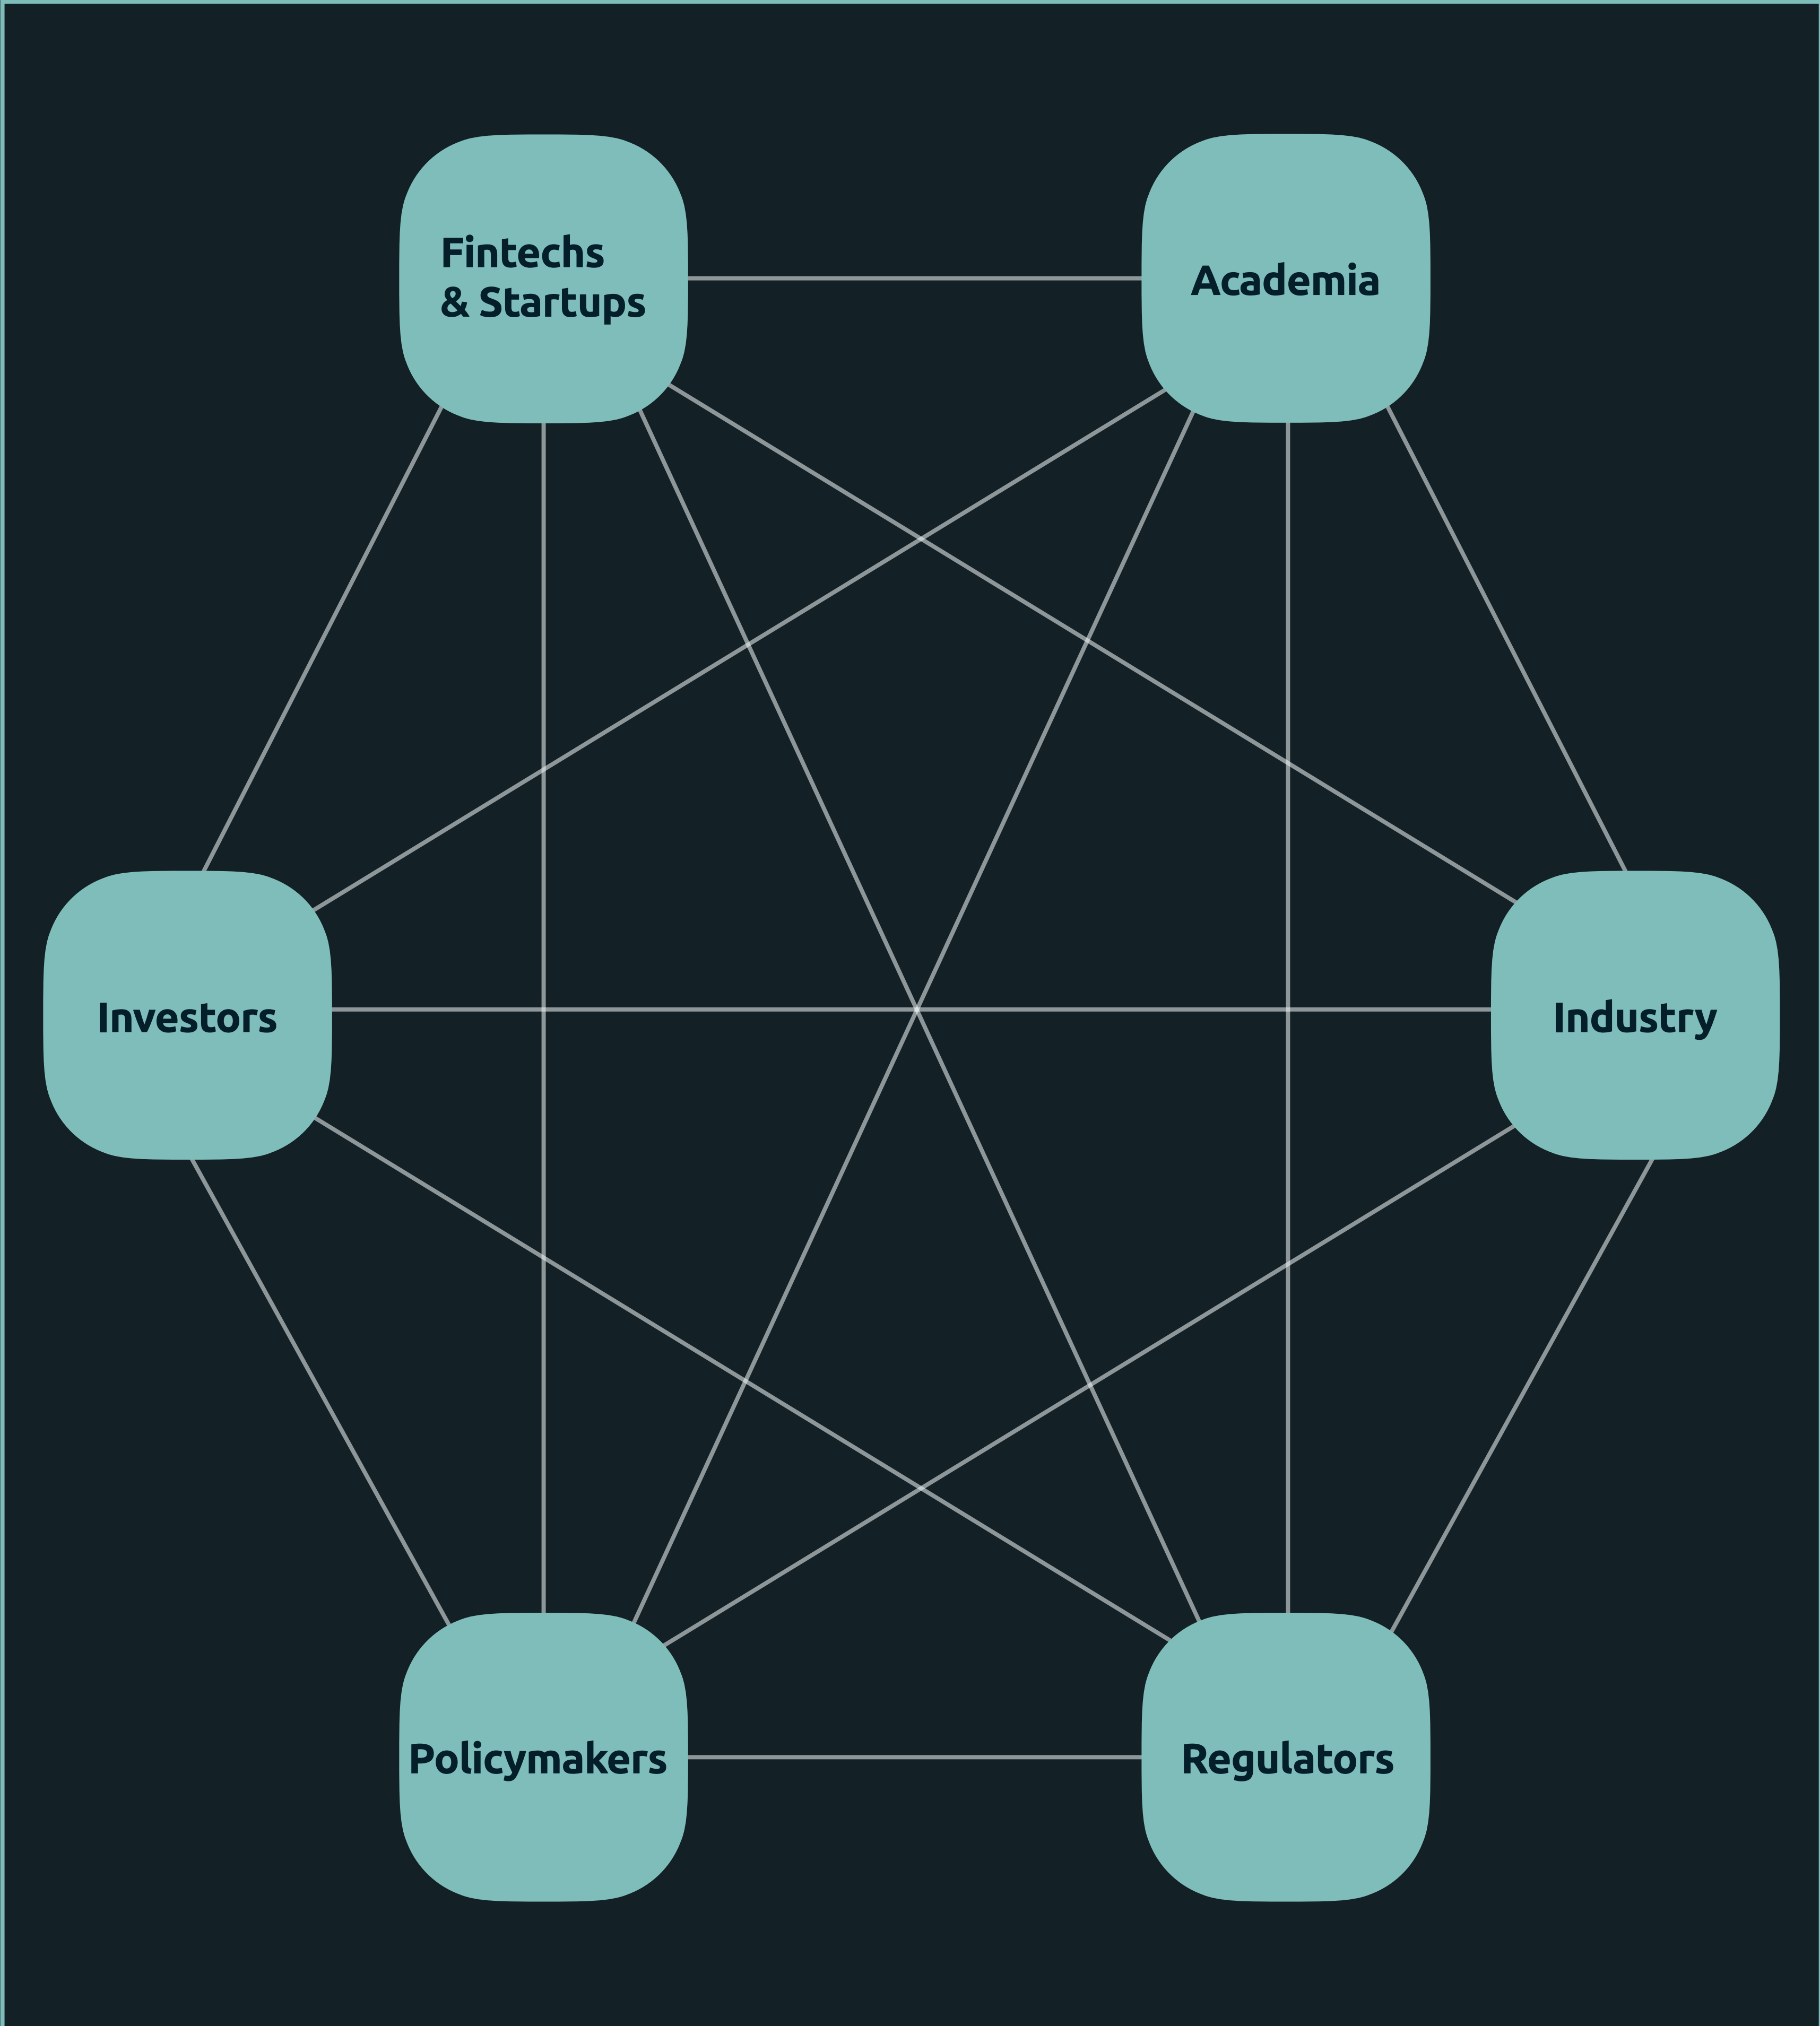 Fintechs
& Startups
Academia
Investors
Industry
Policymakers
Regulators